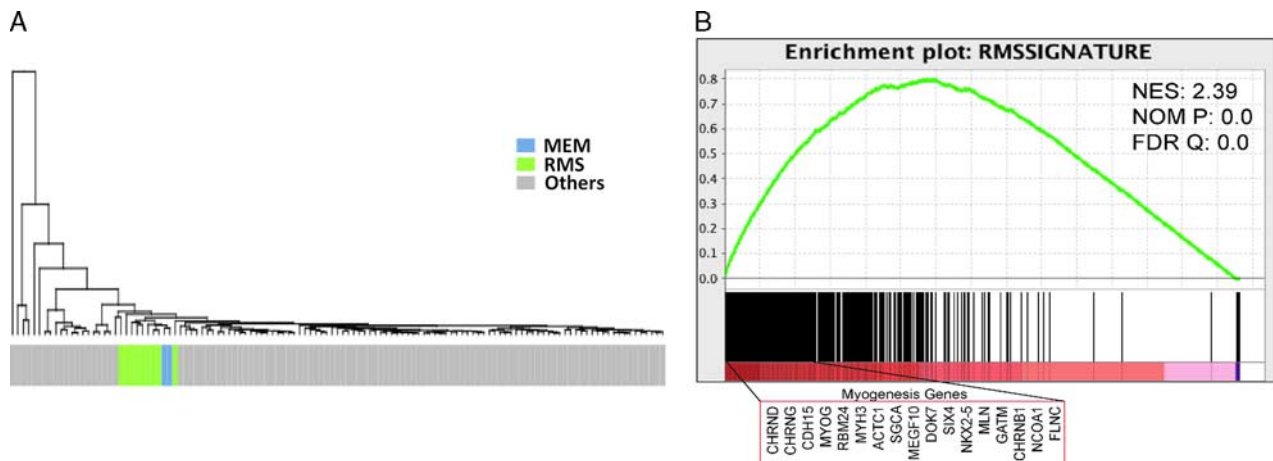 A
MEM
RMS
Others
B
Enrichment plot: RMSSIGNATURE
0.8
0.7
0.6
0.5
0.4
0.3
0.2
0.1
0.0
NES: 2.39
NOM P: 0.0
FDR Q: 0.0
Myogenesis Genes
CHRND
CHRNG
CDH15
MYOG
RBM24
MYH3
ACTC1
SGCA
MEGF10
DOK7
SIX4
NKX2-5
MLN
GATM
CHRNB1
NCOA1
FLNC